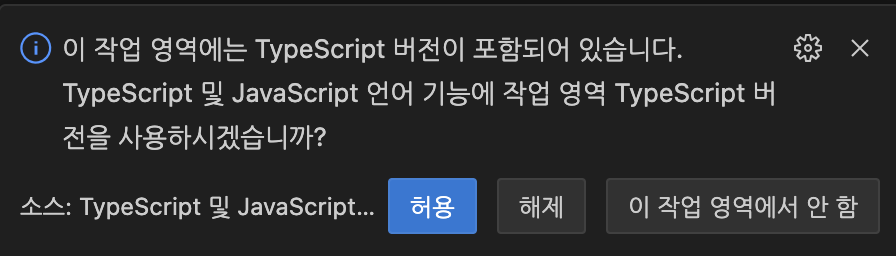 이 작업 영역에는 TypeScript 버전이 포함되어 있습니다.
TypeScript 및 JavaScript 언어 기능에 작업 영역 TypeScript 버
전을 사용하시겠습니까?
소스: TypeScript 및 JavaScript... 허용 해제 이 작업 영역에서 안 함